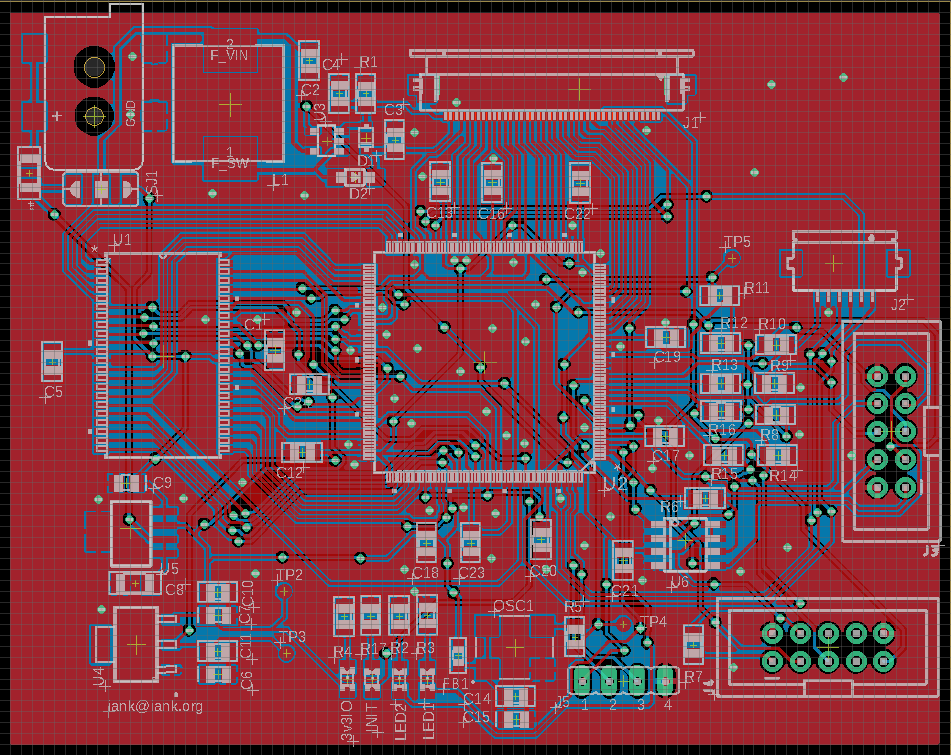 2
F_VIN
GND
+
1
F_SW
SJ1
L1
C2
C4
R1
U3
D1
C3
D2
J1
C13
C16
C22
*
U1
TP5
R11
J2
C1
C19
R12
R10
R13
R9
C5
R16
R8
C12
C17
R15
R14
*
U2
C9
R6
J3
U5
C18
C23
C20
C21
U6
C8
TP2
C10
C7
OSC1
R5
TP4
TP3
C11
C6
U4
R4
R2
R3
FB1
R7
C14
C15
J5
1
2
3
4
iank@iank.org
3v3IO
INIT
LED2
LED1